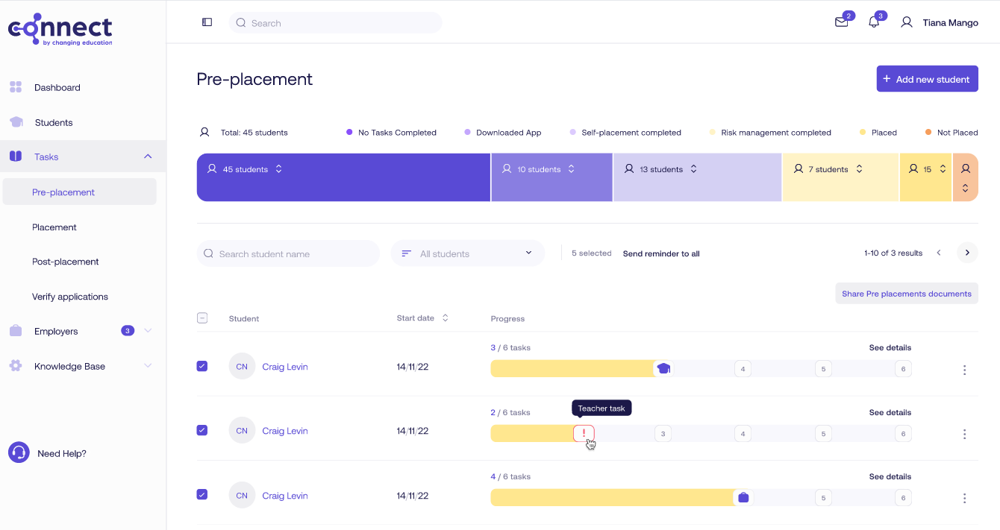 connect
by changing education
Search
2
3
Tiana Mango
Dashboard
Students
Tasks
Pre-placement
Placement
Post-placement
Verify applications
Employers 3
Knowledge Base
Need Help?
Pre-placement
+ Add new student
Total: 45 students No Tasks Completed Downloaded App Self-placement completed Risk management completed Placed Not Placed
45 students 10 students 13 students 7 students 15
Search student name All students 5 selected Send reminder to all 1-10 of 3 results
Share Pre placements documents
Student Start date Progress
3 / 6 tasks See details
CN Craig Levin 14/11/22 4 5 6
Teacher task
2 / 6 tasks See details
CN Craig Levin 14/11/22 ! 3 4 5 6
4 / 6 tasks See details
CN Craig Levin 14/11/22 5 6